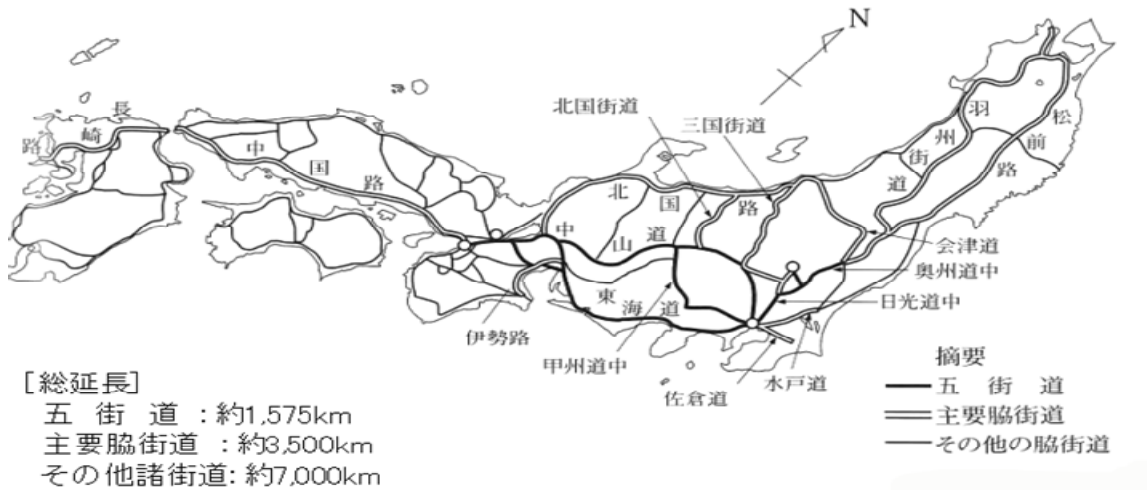 N
北国街道
三国街道
長崎路
中国路
北国路
中山道
東海道
羽州街道
松前路
会津道
奥州道中
日光道中
伊勢路
甲州道中
佐倉道
水戸道
[総延長]
五街道:約1,575km
主要脇街道:約3,500km
その他諸街道:約7,000km
摘要
五街道
主要脇街道
その他の脇街道